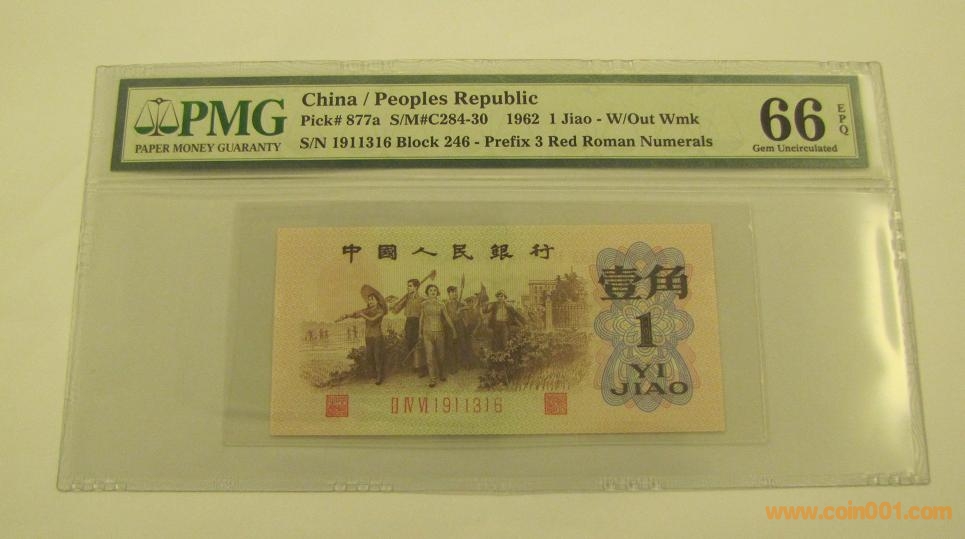 PMG
PAPER MONEY GUARANTY
China / Peoples Republic
Pick# 877a S/M#C284-30 1962 1 Jiao - W/Out Wmk
S/N 1911316 Block 246 - Prefix 3 Red Roman Numerals
66 EPQ
Gem Uncirculated
中國人民銀行
壹角
1
YI
JIAO
ⅡⅣⅥ 1911316
www.coin001.com